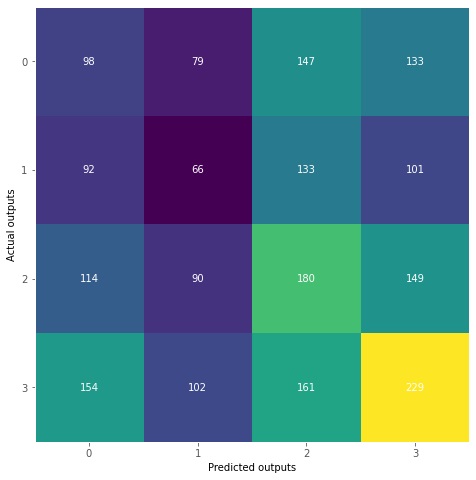 0 98 79 147 133
1 92 66 133 101
2 114 90 180 149
3 154 102 161 229
Actual outputs
0 1 2 3
Predicted outputs